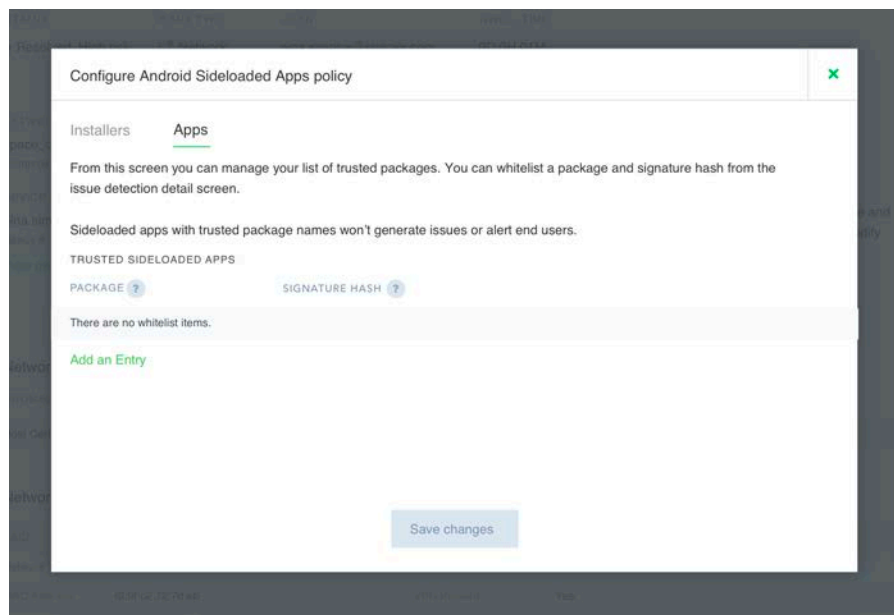 Configure Android Sideloaded Apps policy
Installers
Apps
From this screen you can manage your list of trusted packages. You can whitelist a package and signature hash from the
issue detection detail screen.
Sideloaded apps with trusted package names won't generate issues or alert end users.
TRUSTED SIDELOADED APPS
PACKAGE ?
SIGNATURE HASH ?
There are no whitelist items.
Add an Entry
Save changes